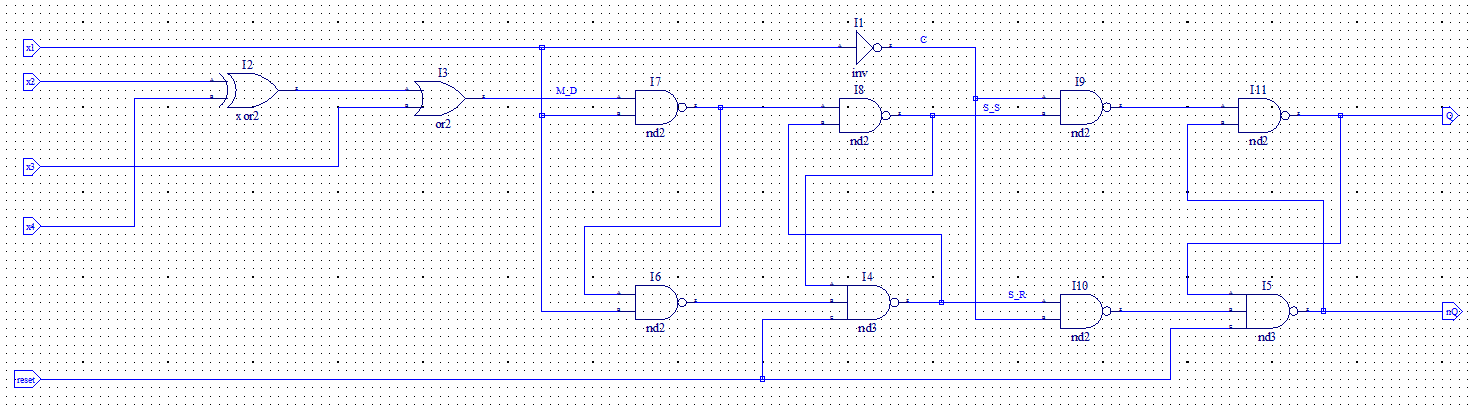 I1
x1
C
inv
x2
I2
I3
x or2
or2
M_D
I7
nd2
I8
nd2
S_S
I9
nd2
I11
nd2
Q
x3
x4
I6
nd2
I4
nd3
S_R
I10
nd2
I5
nd3
nQ
reset